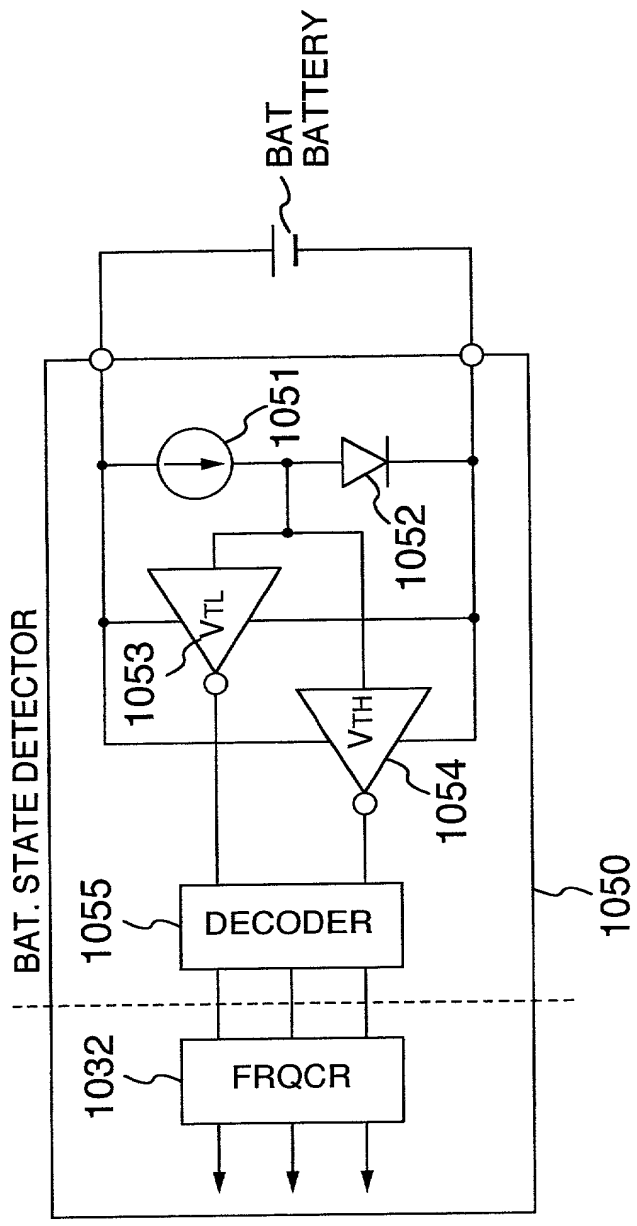 BAT. STATE DETECTOR
1032
FRQCR
1055
DECODER
1053
VTL
VTH
1054
1051
1052
BAT
BATTERY
1050